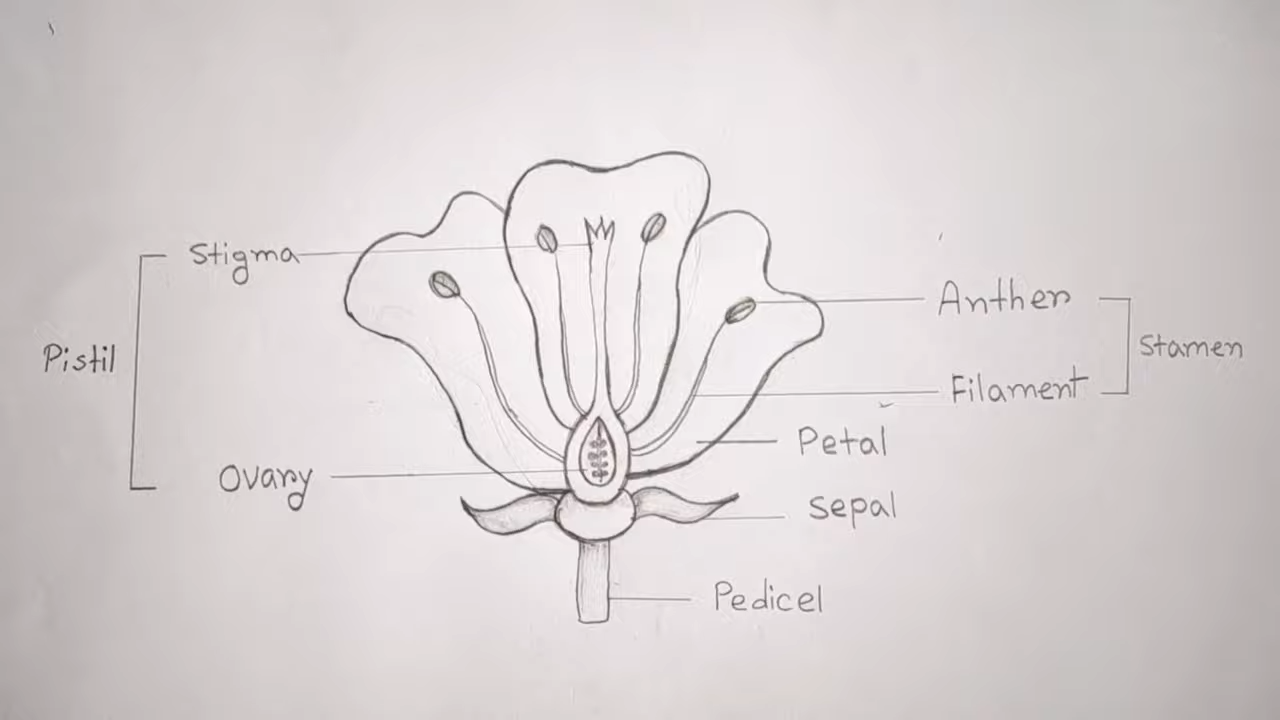 Stigma
Pistil
Ovary
Anther
Stamen
Filament
Petal
Sepal
Pedicel